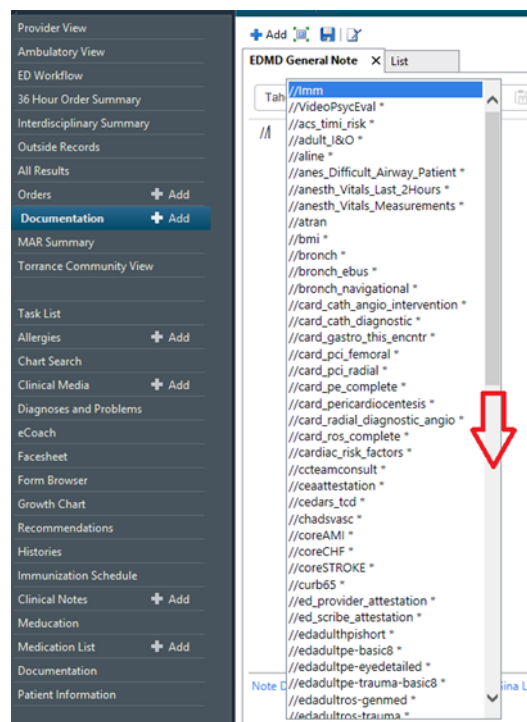 Provider View
Ambulatory View
ED Workflow
36 Hour Order Summary
Interdisciplinary Summary
Outside Records
All Results
Orders Add
Documentation Add
MAR Summary
Torrance Community View
Task List
Allergies Add
Chart Search
Clinical Media Add
Diagnoses and Problems
eCoach
Facesheet
Form Browser
Growth Chart
Recommendations
Histories
Immunization Schedule
Clinical Notes Add
Meducation
Medication List Add
Documentation
Patient Information
Add
EDMD General Note X List
Tah
//
//lmm
//VideoPsycEval *
//acs_timi_risk *
//adult_I&O *
//aline *
//anes_Difficult_Airway_Patient *
//anesth_Vitals_Last_2Hours *
//anesth_Vitals_Measurements *
//atran
//bmi *
//bronch *
//bronch_ebus *
//bronch_navigational *
//card_cath_angio_intervention *
//card_cath_diagnostic *
//card_gastro_this_encntr *
//card_pci_femoral *
//card_pci_radial *
//card_pe_complete *
//card_pericardiocentesis *
//card_radial_diagnostic_angio *
//card_ros_complete *
//cardiac_risk_factors *
//ccteamconsult *
//ceaattestation *
//cedars_tcd *
//chadsvasc *
//coreAMI *
//coreCHF *
//coreSTROKE *
//curb65 *
//ed_provider_attestation *
//ed_scribe_attestation *
//edadulthpishort *
//edadultpe-basic8 *
//edadultpe-eyedetailed *
//edadultpe-trauma-basic8 *
//edadultros-genmed *
//edadultros-trauma *
Note D
ina L